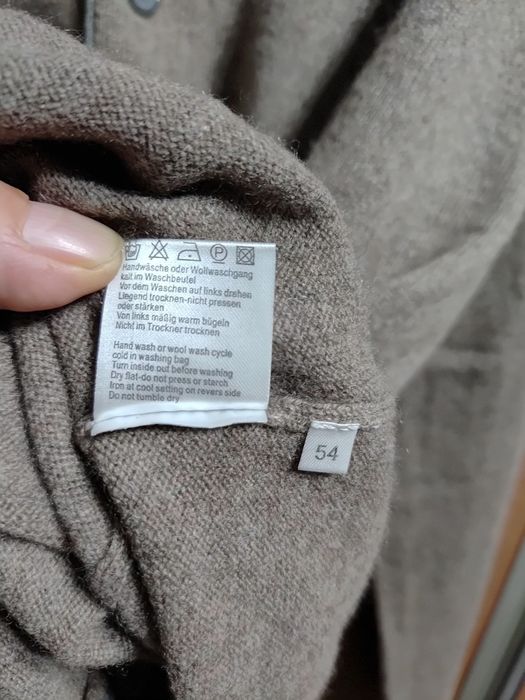 Handwäsche oder Wollwaschgang
kalt im Waschbeutel
Vor dem Waschen auf links drehen
Liegend trocknen-nicht pressen
oder stärken
Von links mäßig warm bügeln
Nicht im Trockner trocknen
Hand wash or wool wash cycle
cold in washing bag
Turn inside out before washing
Dry flat-do not press or starch
Iron at cool setting on revers side
Do not tumble dry
54